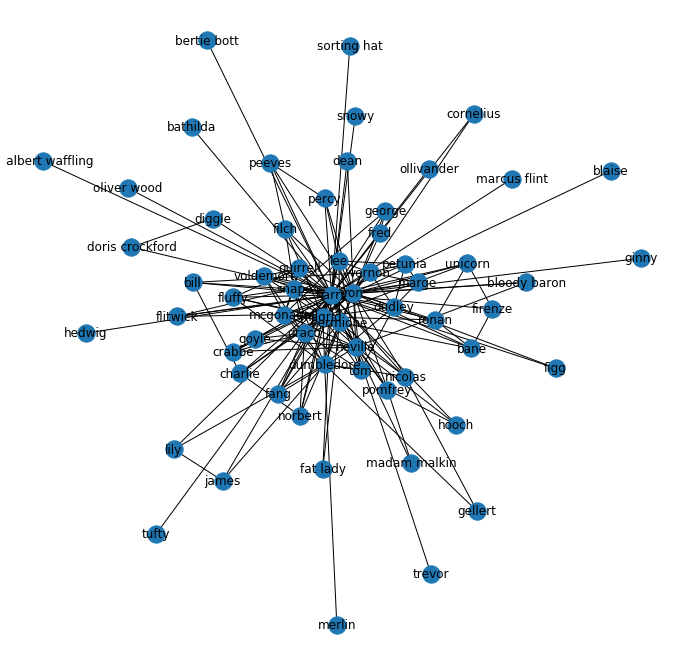 bertie bott
sorting hat
snowy
cornelius
bathilda
albert waffling
peeves
dean
ollivander
blaise
oliver wood
marcus flint
percy
diggle
george
filch
fred
doris crockford
ginny
lee
petunia
unicorn
quirrell
vernon
voldemort
bill
marge
bloody baron
snape
fluffy
harry
ron
dudley
firenze
flitwick
ronan
hedwig
draco
goyle
neville
crabbe
bane
charlie
dumbledore
tom
figg
nicolas
pomfrey
fang
norbert
hooch
lily
fat lady
madam malkin
james
gellert
tufty
trevor
merlin